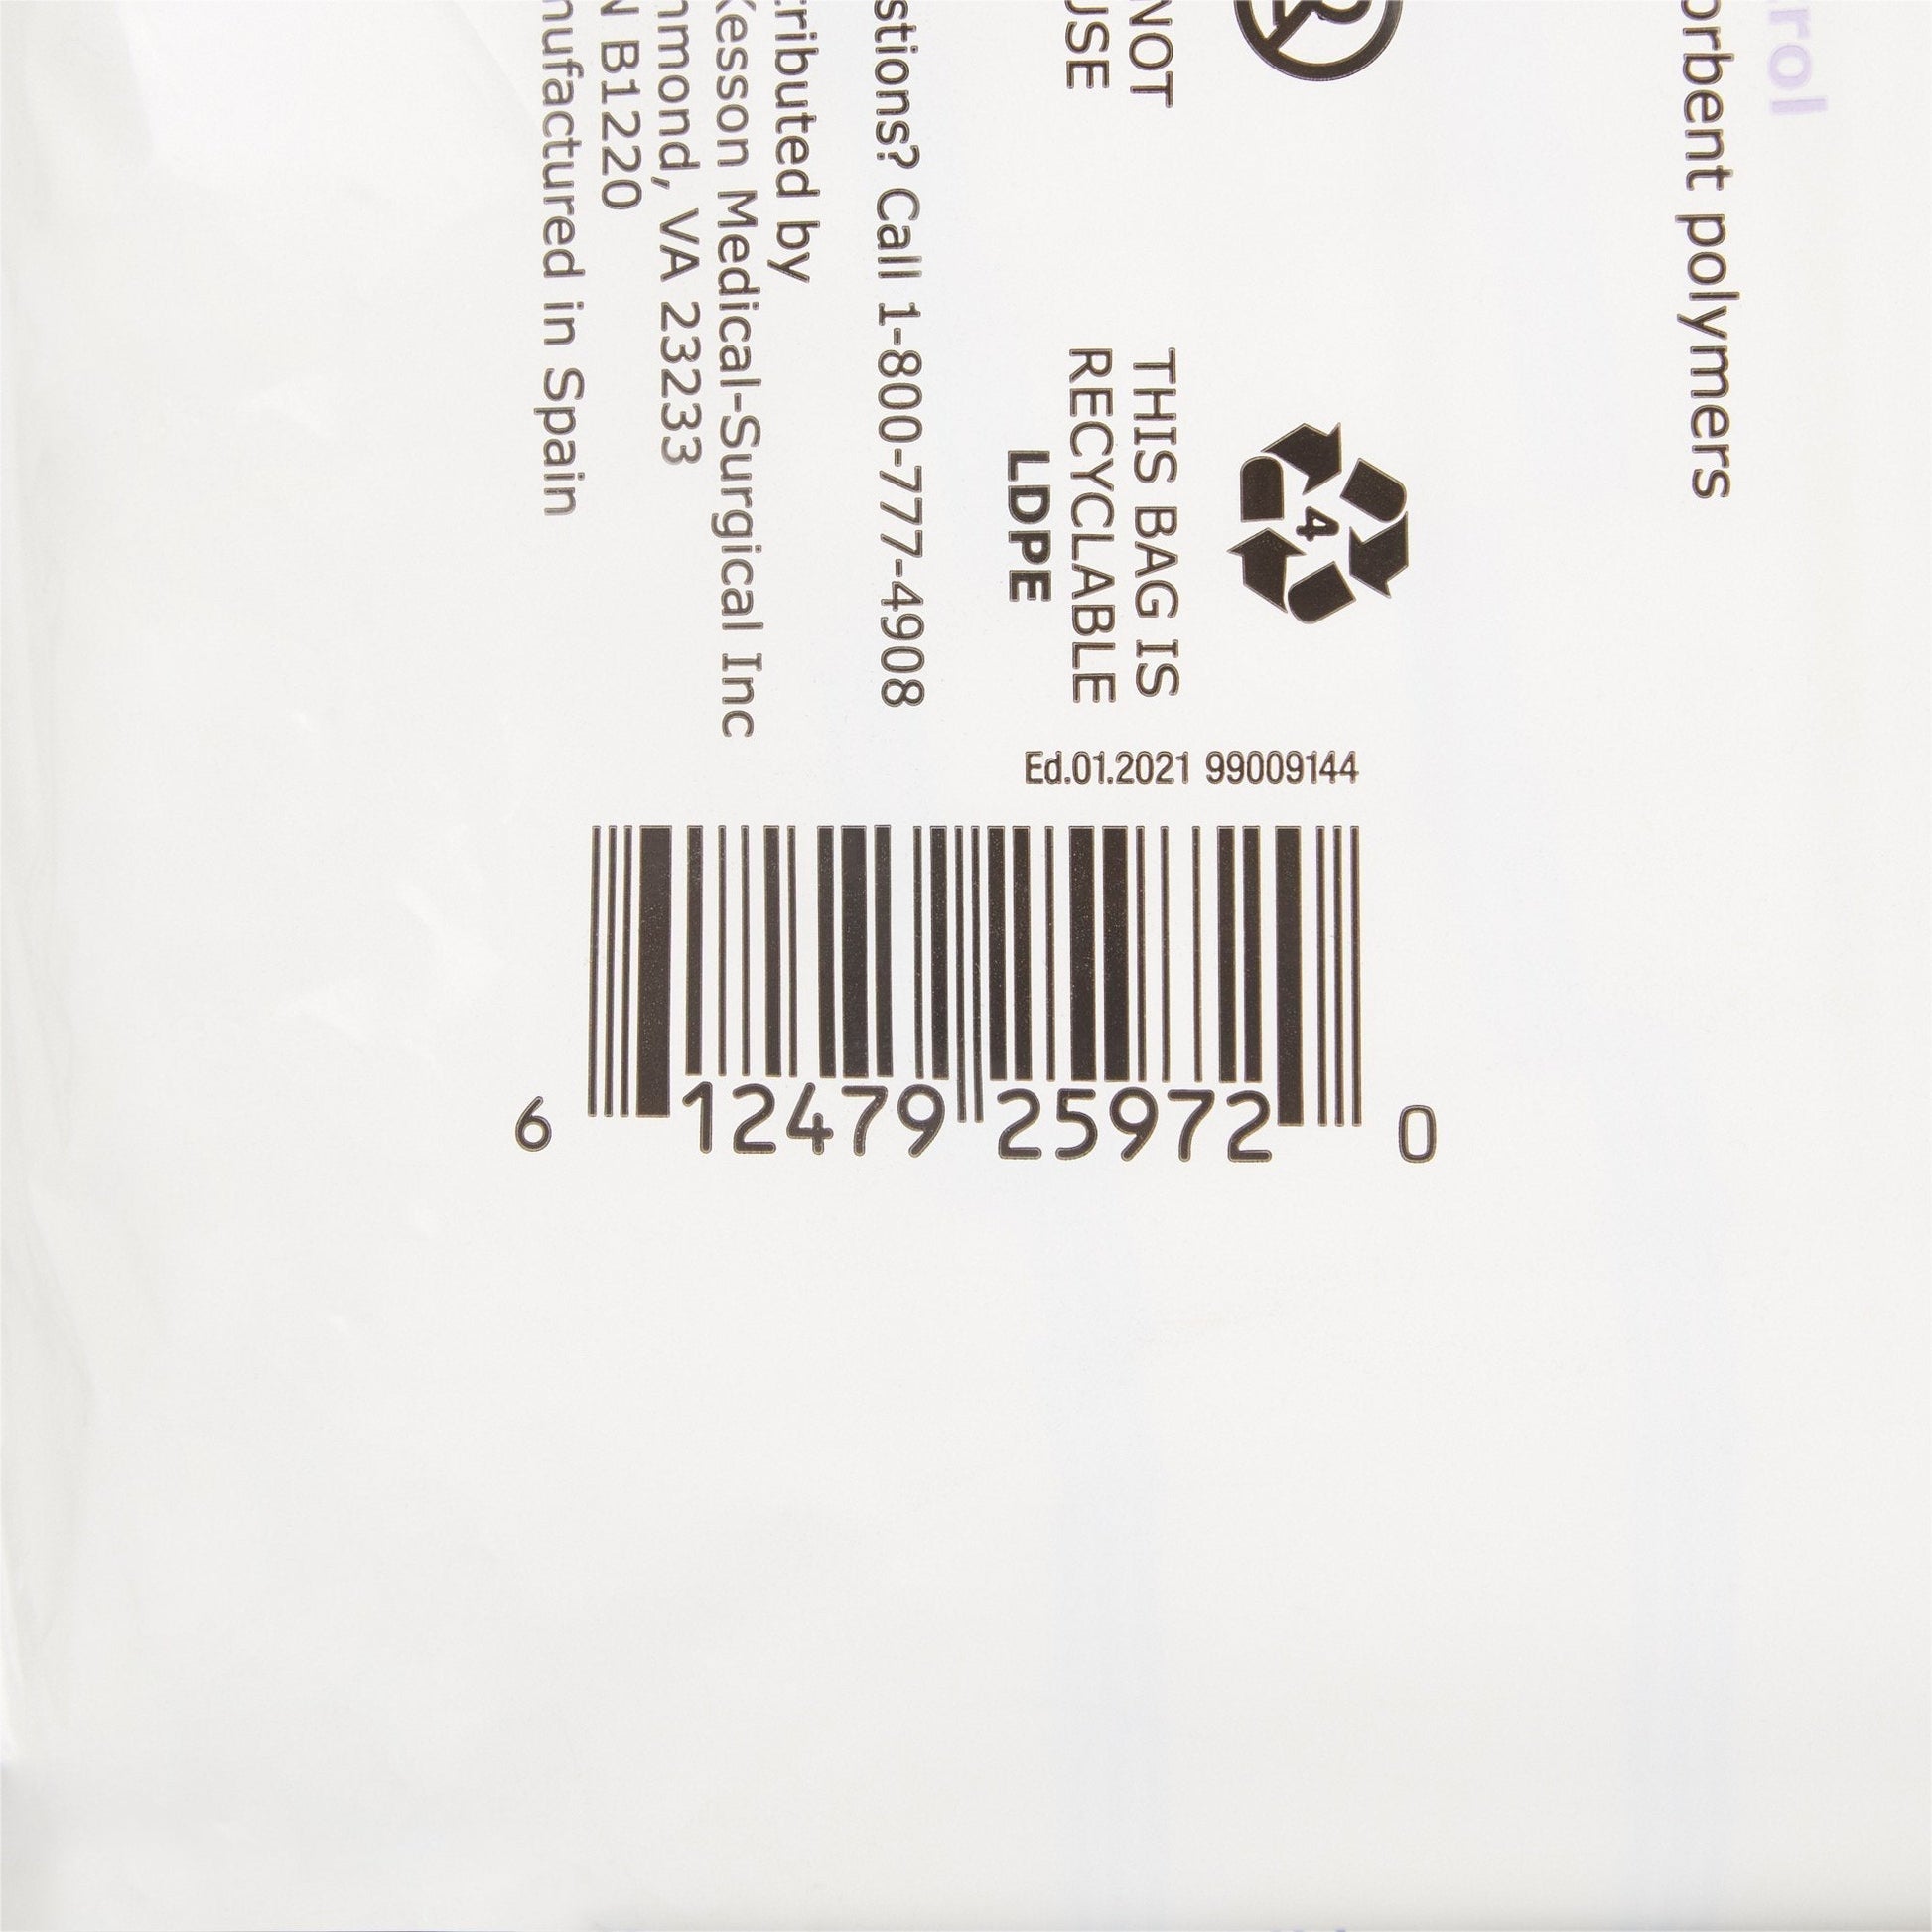 rol
orbent polymers
NOT
USE
4
THIS BAG IS
RECYCLABLE
LDPE
stions? Call 1-800-777-4908
tributed by
Kesson Medical-Surgical Inc
hmond, VA 23233
N B1220
nufactured in Spain
Ed.01.2021 99009144
6 12479 25972 0